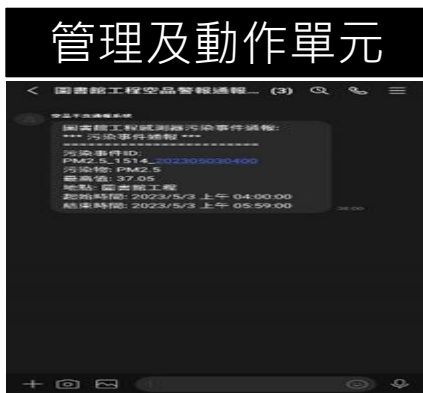 管理及動作單元
圖書館工程空品警報通報... (3)
空品不良通報系統
圖書館工程感測器污染事件通報:
*** 污染事件通報 ***
************************
污染事件ID:
PM2.5_1514_202305030400
污染物: PM2.5
最高值: 37.05
地點: 圖書館工程
起始時間: 2023/5/3 上午 04:00:00
結束時間: 2023/5/3 上午 05:59:00